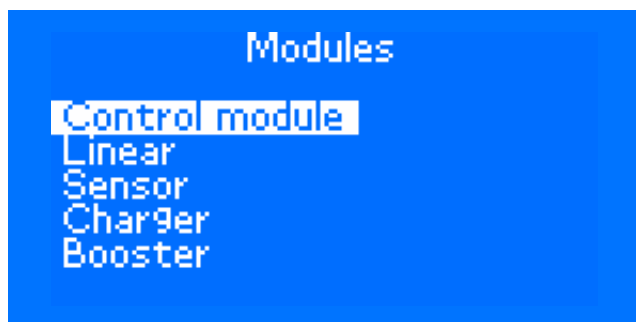 Modules
Control module
Linear
Sensor
Charger
Booster